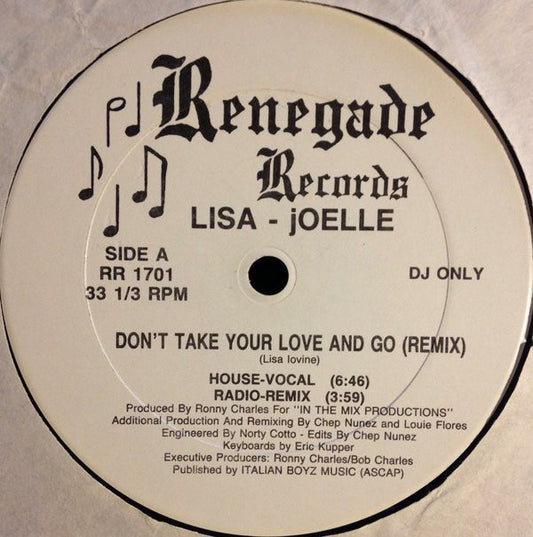 Renegade
Records
LISA - jOELLE
SIDE A
RR 1701
33 1/3 RPM
DJ ONLY
DON'T TAKE YOUR LOVE AND GO (REMIX)
(Lisa Iovine)
HOUSE-VOCAL (6:46)
RADIO-REMIX (3:59)
Produced By Ronny Charles For "IN THE MIX PRODUCTIONS"
Additional Production And Remixing By Chep Nunez and Louie Flores
Engineered By Norty Cotto - Edits By Chep Nunez
Keyboards by Eric Kupper
Executive Producers: Ronny Charles/Bob Charles
Published by ITALIAN BOYZ MUSIC (ASCAP)